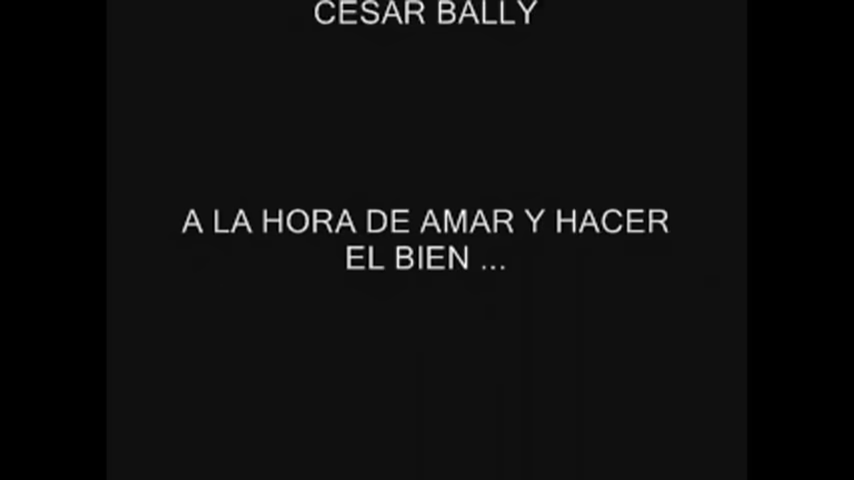 CESAR BALLY
A LA HORA DE AMAR Y HACER
EL BIEN ...